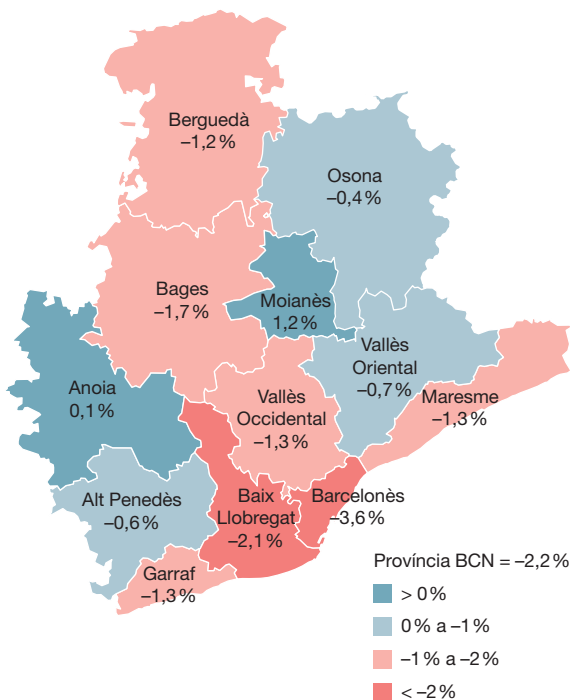 Berguedà
–1,2 %
Osona
–0,4 %
Bages
–1,7 %
Moianès
1,2 %
Vallès
Oriental
–0,7 %
Anoia
0,1 %
Vallès
Occidental
–1,3 %
Maresme
–1,3 %
Alt Penedès
–0,6 %
Baix
Llobregat
–2,1 %
Barcelonès
–3,6 %
Garraf
–1,3 %
Província BCN = –2,2 %
> 0 %
0 % a –1 %
–1 % a –2 %
< –2 %